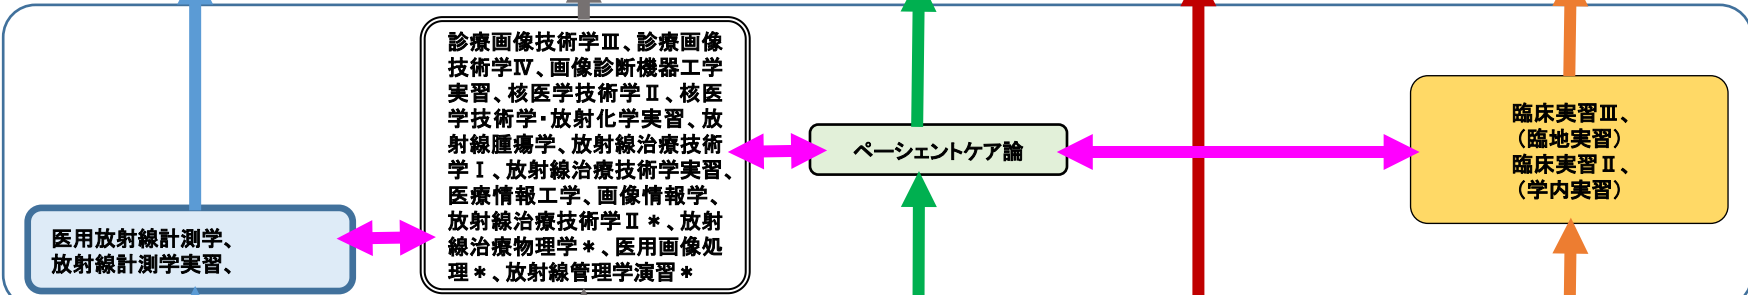 診療画像技術学Ⅲ、診療画像
技術学Ⅳ、画像診断機器工学
実習、核医学技術学Ⅱ、核医
学技術学・放射化学実習、放
射線腫瘍学、放射線治療技術
学Ⅰ、放射線治療技術学実習、
医療情報工学、画像情報学、
放射線治療技術学Ⅱ＊、放射
線治療物理学＊、医用画像処
理＊、放射線管理学演習＊
医用放射線計測学、
放射線計測学実習、
ペーシェントケア論
臨床実習Ⅲ、
（臨地実習）
臨床実習Ⅱ、
（学内実習）